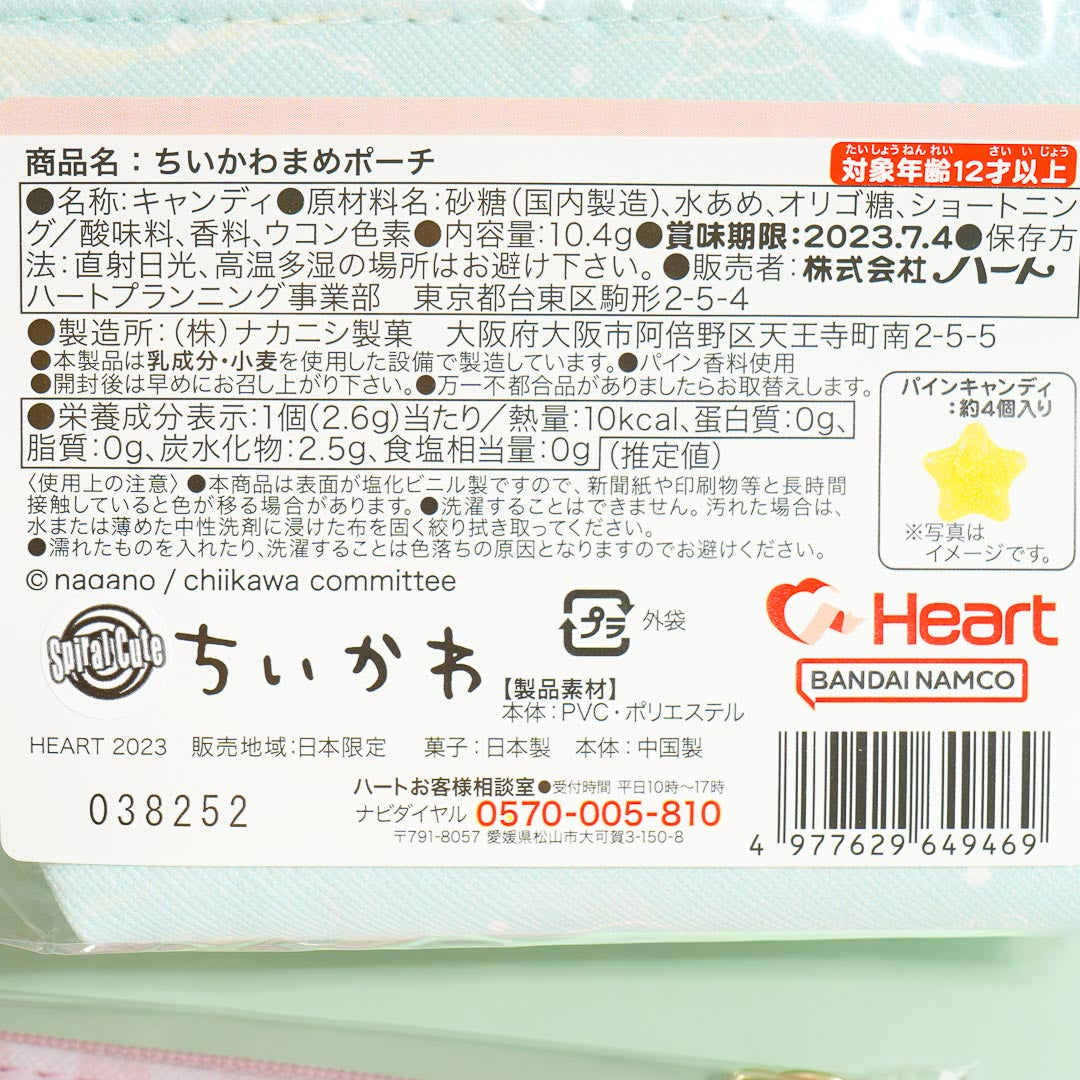 商品名：ちいかわまめポーチ
たいしょうねんれい さいいじょう
対象年齢12才以上
●名称:キャンディ●原材料名:砂糖(国内製造)、水あめ、オリゴ糖、ショートニン
グ/酸味料、香料、ウコン色素●内容量:10.4g●賞味期限:2023.7.4●保存方
法:直射日光、高温多湿の場所はお避け下さい。●販売者:株式会社ハート
ハートプランニング事業部 東京都台東区駒形2-5-4
●製造所:(株)ナカニシ製菓 大阪府大阪市阿倍野区天王寺町南2-5-5
●本製品は乳成分・小麦を使用した設備で製造しています。●パイン香料使用
●開封後は早めにお召し上がり下さい。●万一不都合品がありましたらお取替えします。
●栄養成分表示:1個(2.6g)当たり/熱量:10kcal、蛋白質:0g、
脂質:0g、炭水化物:2.5g、食塩相当量:0g (推定値)
パインキャンディ
:約4個入り
※写真は
イメージです。
〈使用上の注意〉●本商品は表面が塩化ビニル製ですので、新聞紙や印刷物等と長時間
接触していると色が移る場合があります。●洗濯することはできません。汚れた場合は、
水または薄めた中性洗剤に浸けた布を固く絞り拭き取ってください。
●濡れたものを入れたり、洗濯することは色落ちの原因となりますのでお避けください。
©nagano / chiikawa committee
SpiralCute
ちいかわ
プラ 外袋
【製品素材】
本体:PVC・ポリエステル
Heart
BANDAI NAMCO
HEART 2023 販売地域:日本限定 菓子:日本製 本体:中国製
038252
ハートお客様相談室●受付時間 平日10時～17時
ナビダイヤル 0570-005-810
〒791-8057 愛媛県松山市大可賀3-150-8
4 977629 649469